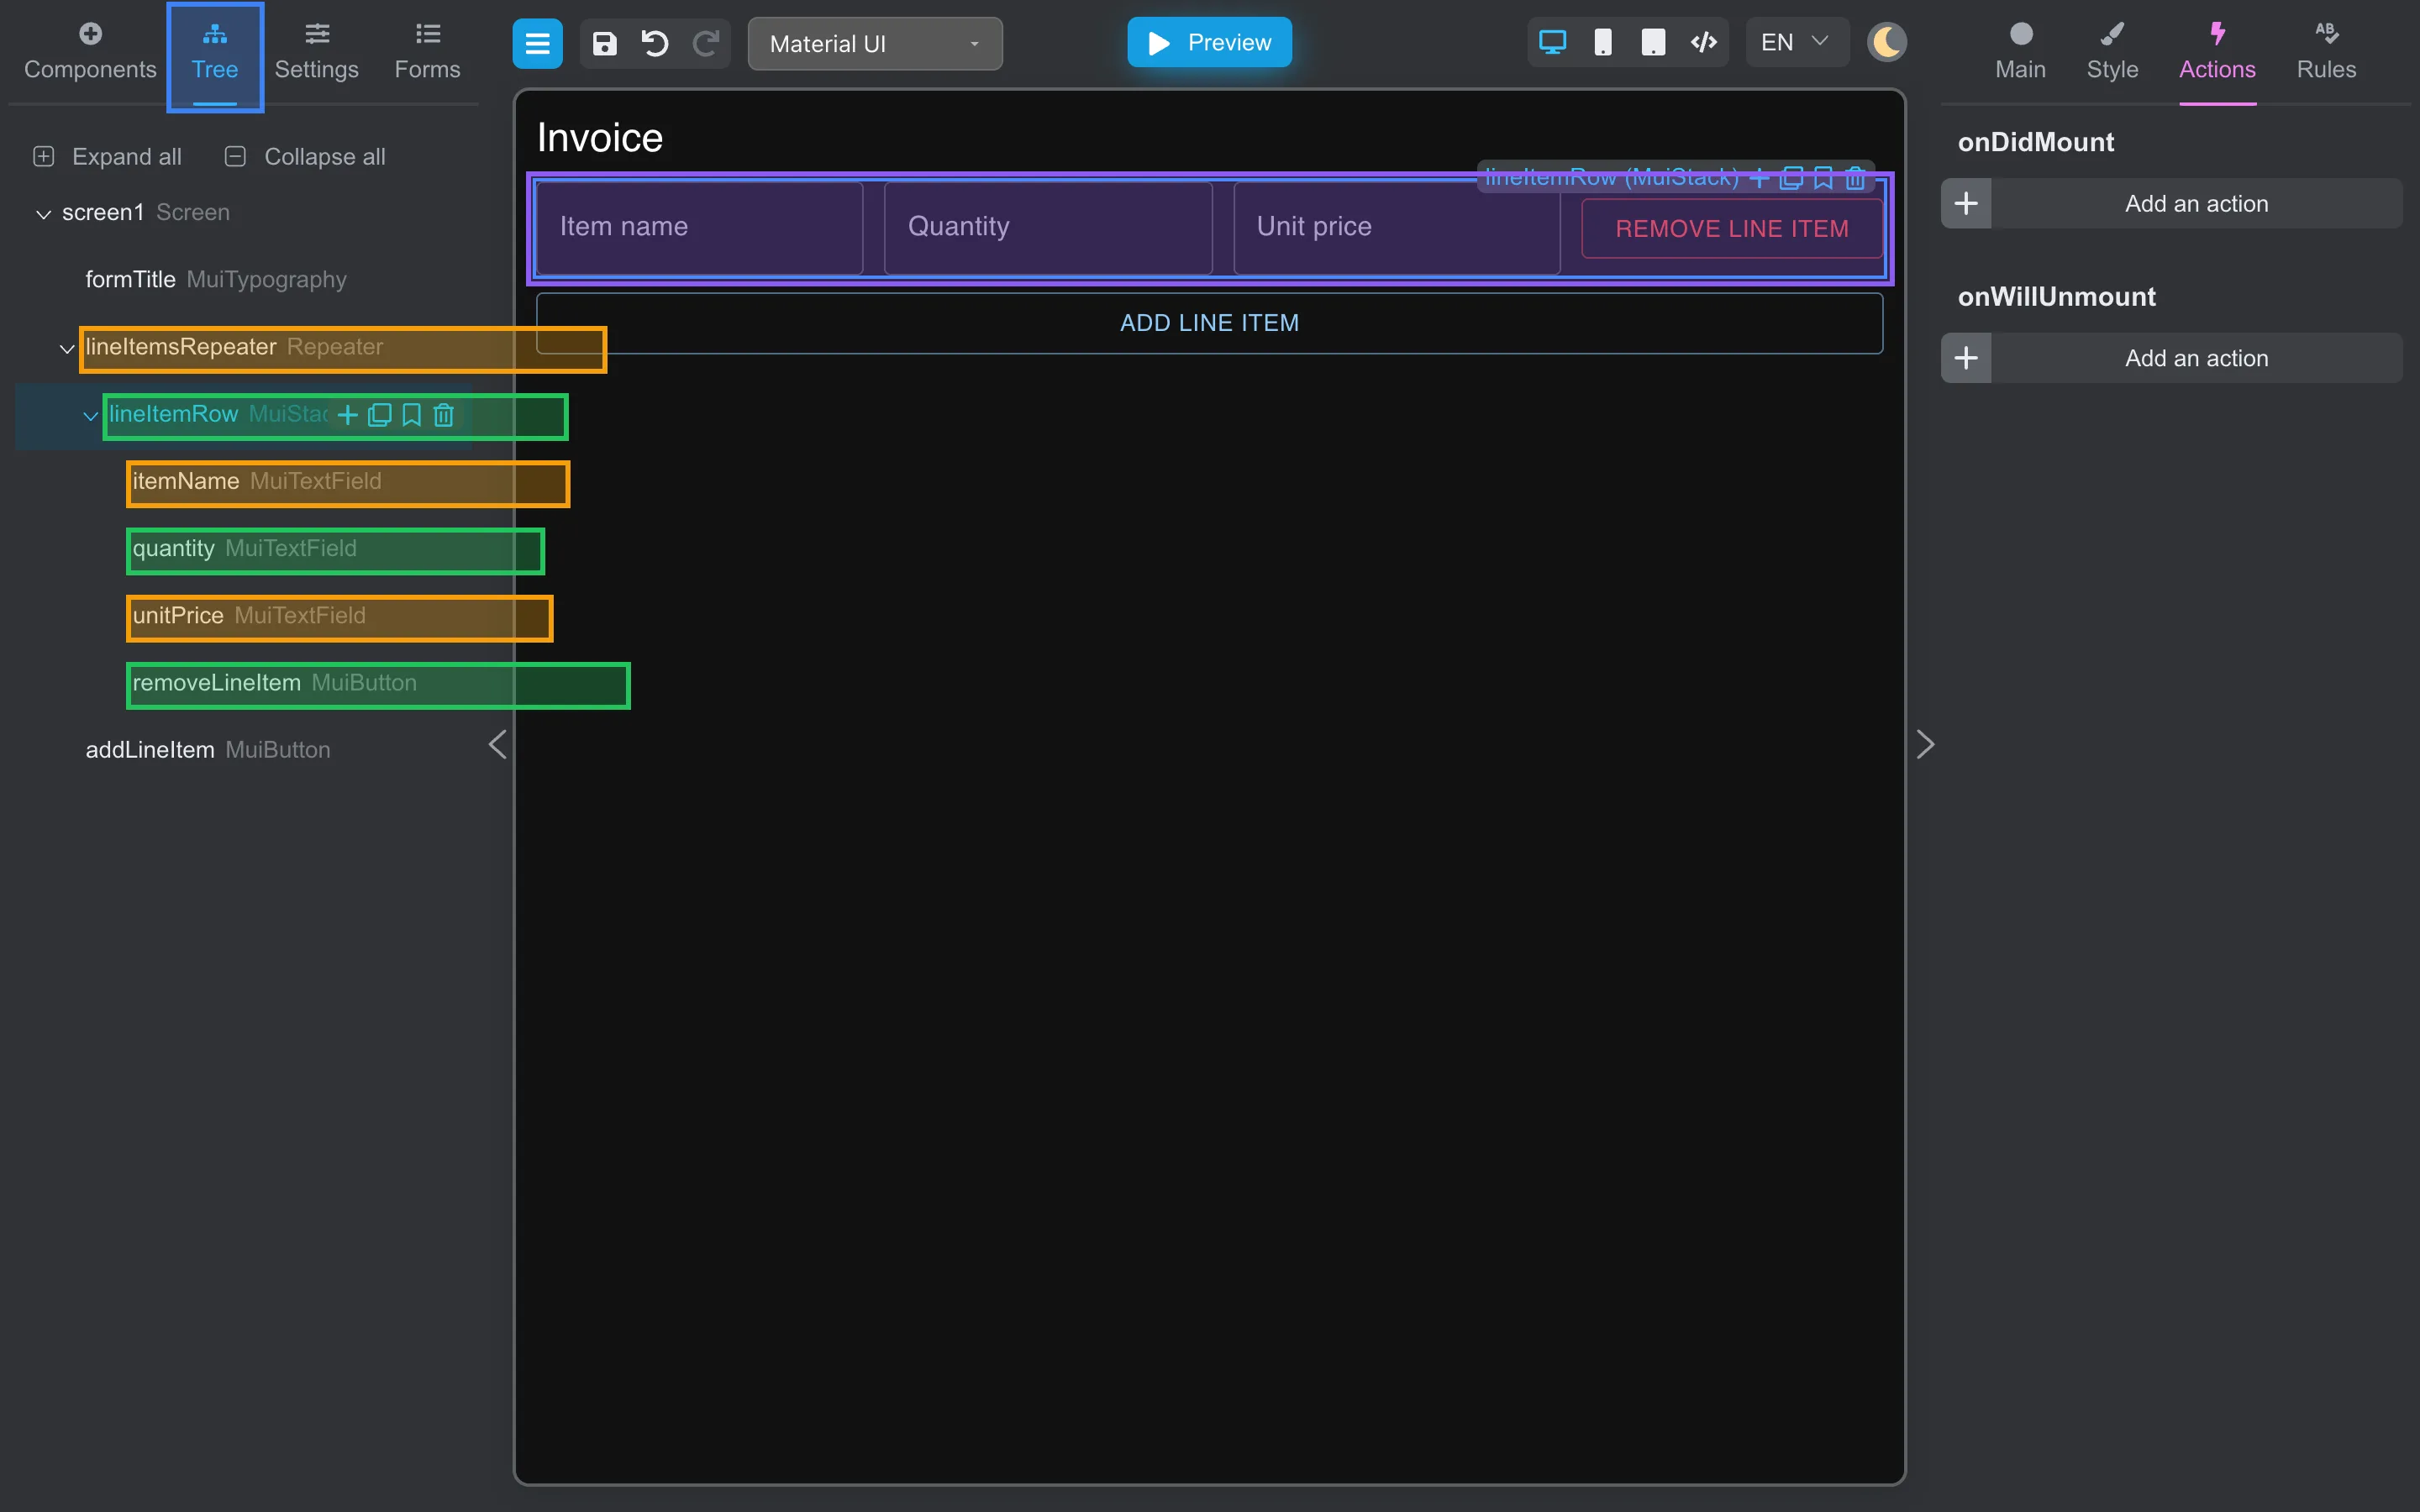 Components
Tree
Settings
Forms
Material UI
Preview
EN
Main
Style
Actions
Rules
Expand all
Collapse all
screen1 Screen
formTitle MuiTypography
lineItemsRepeater Repeater
lineItemRow MuiStac
itemName MuiTextField
quantity MuiTextField
unitPrice MuiTextField
removeLineItem MuiButton
addLineItem MuiButton
Invoice
lineItemRow (MuiStack)
Item name
Quantity
Unit price
REMOVE LINE ITEM
ADD LINE ITEM
onDidMount
Add an action
onWillUnmount
Add an action